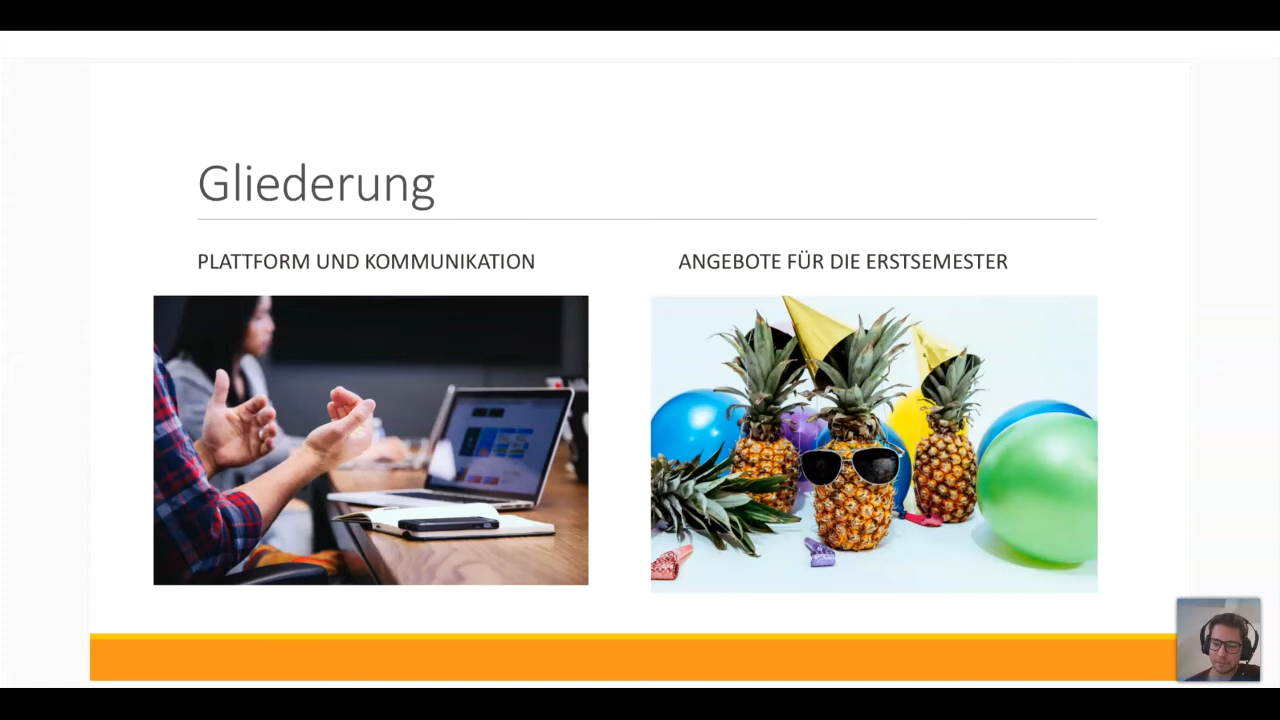 Gliederung
PLATTFORM UND KOMMUNIKATION
ANGEBOTE FÜR DIE ERSTSEMESTER